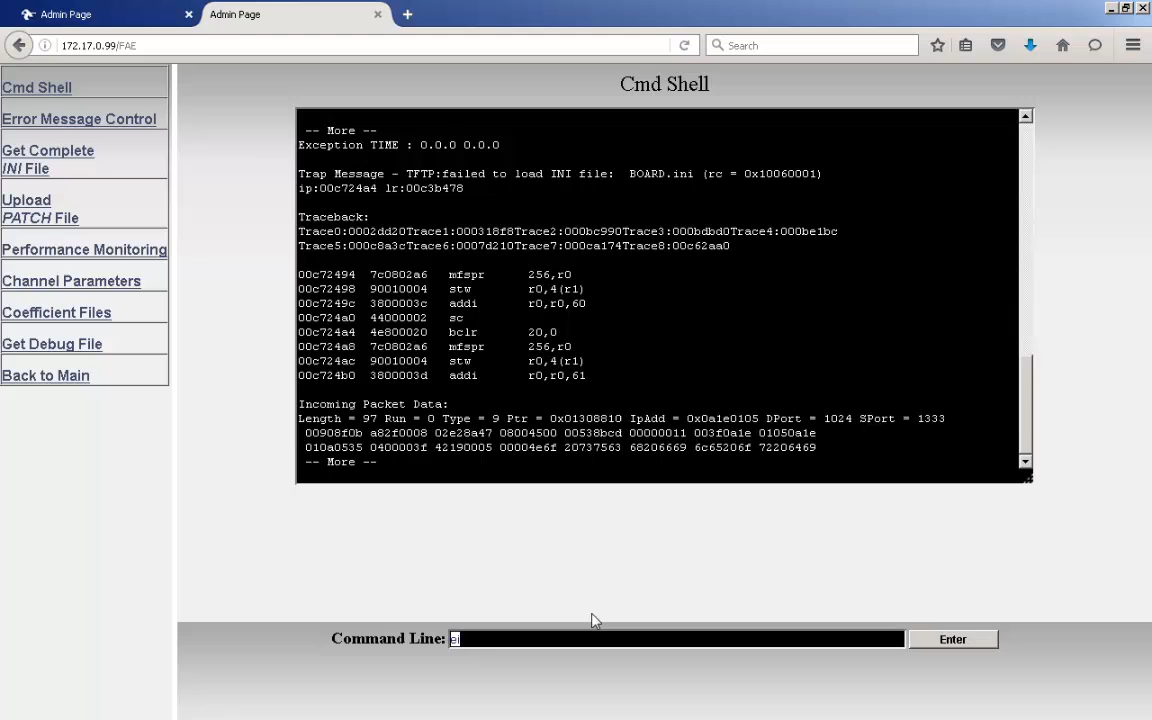 Admin Page
Admin Page
172.17.0.99/FAE
Search
Cmd Shell
Error Message Control
Get Complete
INI File
Upload
PATCH File
Performance Monitoring
Channel Parameters
Coefficient Files
Get Debug File
Back to Main
Cmd Shell
-- More --
Exception TIME : 0.0.0 0.0.0
Trap Message - TFTP:failed to load INI file:  BOARD.ini (rc = 0x10060001)
ip:00c724a4 lr:00c3b478
Traceback:
Trace0:0002dd20Trace1:000318f8Trace2:000bc990Trace3:000bdbd0Trace4:000be1bc
Trace5:000c8a3cTrace6:0007d210Trace7:000ca174Trace8:00c62aa0
00c72494  7c0802a6   mfspr      256,r0
00c72498  90010004   stw        r0,4(r1)
00c7249c  3800003c   addi       r0,r0,60
00c724a0  44000002   sc
00c724a4  4e800020   bclr       20,0
00c724a8  7c0802a6   mfspr      256,r0
00c724ac  90010004   stw        r0,4(r1)
00c724b0  3800003d   addi       r0,r0,61
Incoming Packet Data:
Length = 97 Run = 0 Type = 9 Ptr = 0x01308810 IpAdd = 0x0a1e0105 DPort = 1024 SPort = 1333
00908f0b a82f0008 02e28a47 08004500 00538bcd 00000011 003f0a1e 01050a1e
010a0535 0400003f 42190005 00004e6f 20737563 68206669 6c65206f 72206469
-- More --
Command Line: ei
Enter